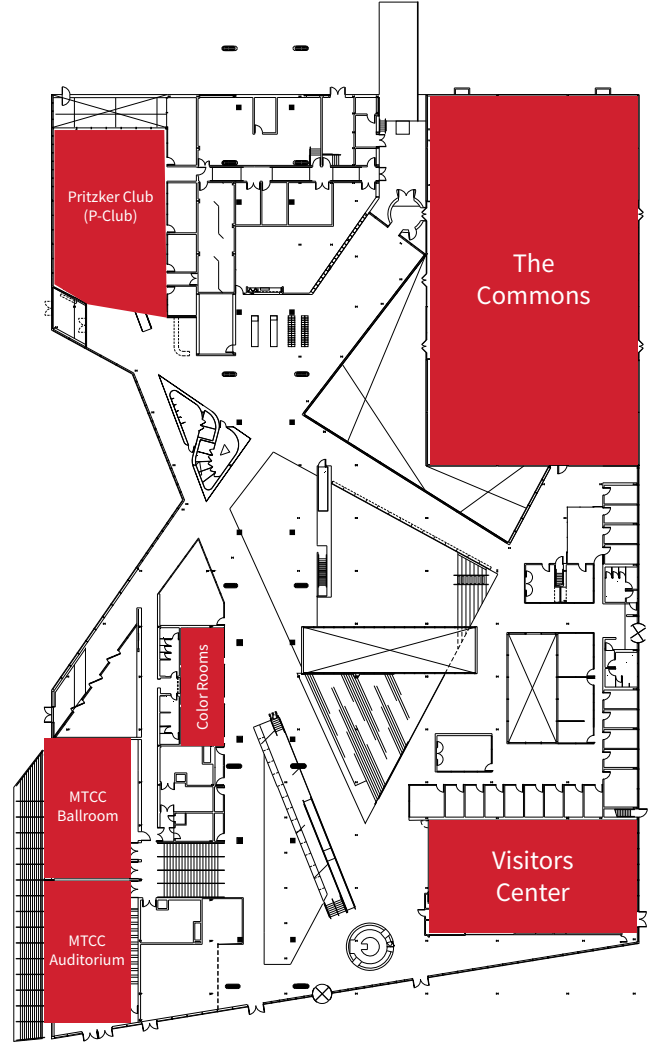 Pritzker Club
(P-Club)
The
Commons
Color Rooms
MTCC
Ballroom
Visitors
Center
MTCC
Auditorium